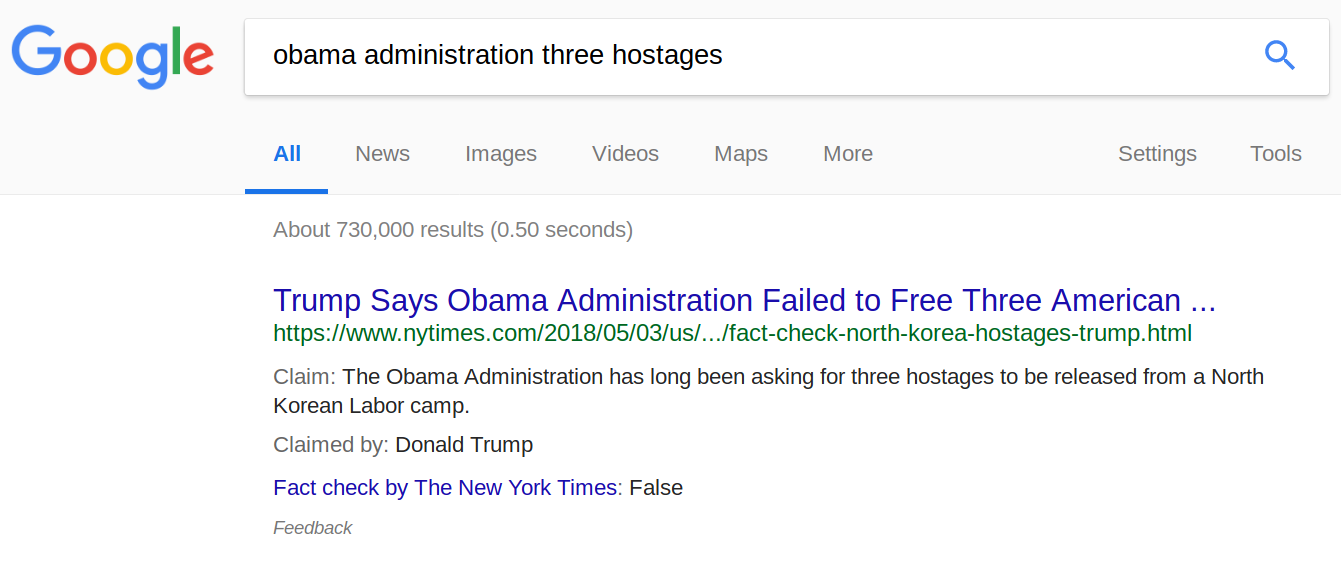 Google
obama administration three hostages
All News Images Videos Maps More Settings Tools
About 730,000 results (0.50 seconds)
Trump Says Obama Administration Failed to Free Three American ...
https://www.nytimes.com/2018/05/03/us/.../fact-check-north-korea-hostages-trump.html
Claim: The Obama Administration has long been asking for three hostages to be released from a North
Korean Labor camp.
Claimed by: Donald Trump
Fact check by The New York Times: False
Feedback